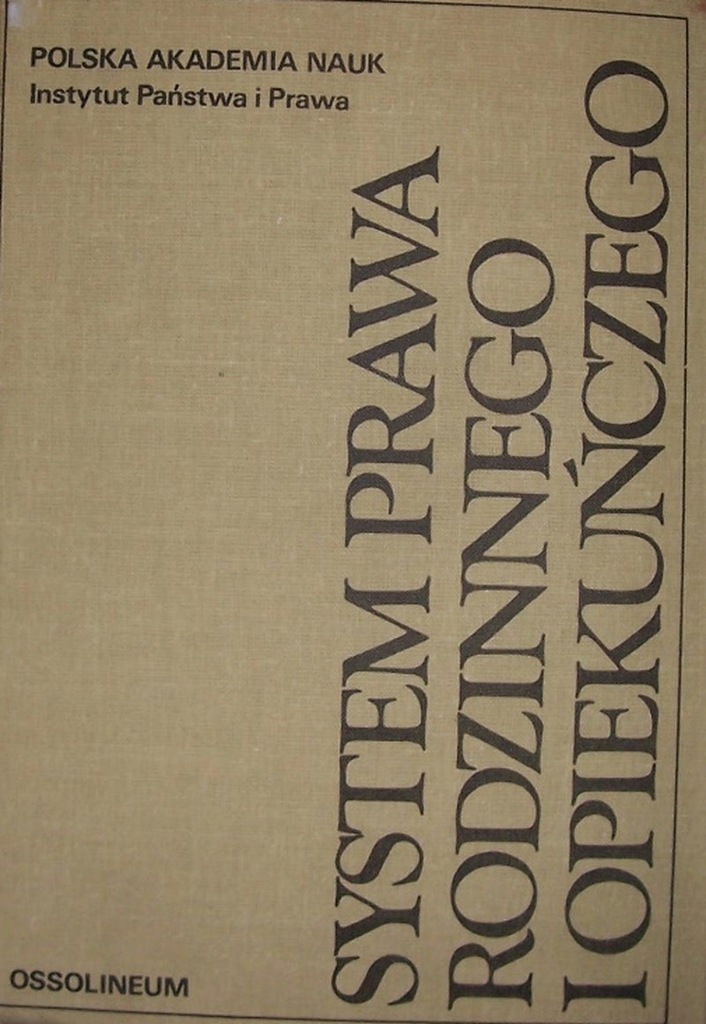 POLSKA AKADEMIA NAUK
Instytut Państwa i Prawa
SYSTEM PRAWA
RODZINNEGO
I OPIEKUŃCZEGO
OSSOLINEUM